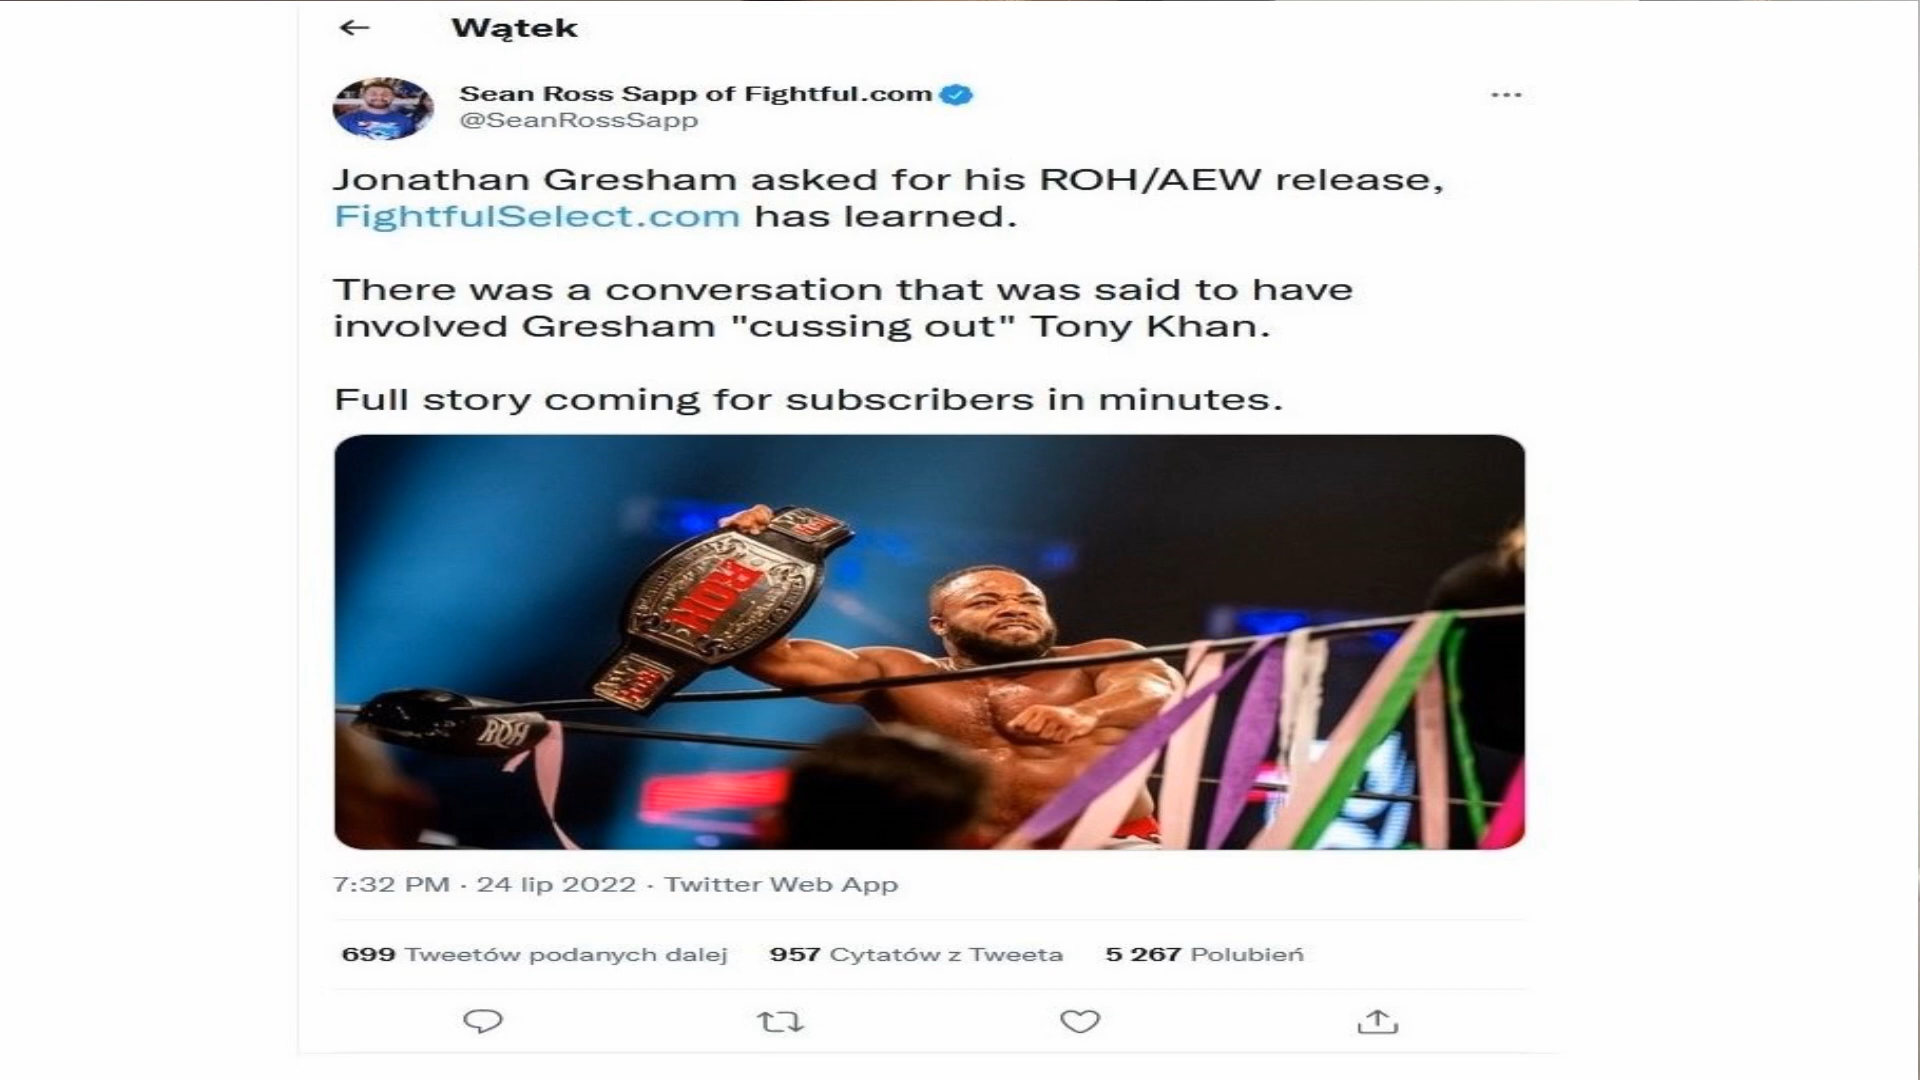 Wątek
Sean Ross Sapp of Fightful.com
@SeanRossSapp
Jonathan Gresham asked for his ROH/AEW release,
FightfulSelect.com has learned.
There was a conversation that was said to have
involved Gresham "cussing out" Tony Khan.
Full story coming for subscribers in minutes.
ROH
7:32 PM · 24 lip 2022 · Twitter Web App
699 Tweetów podanych dalej 957 Cytatów z Tweeta 5 267 Polubień